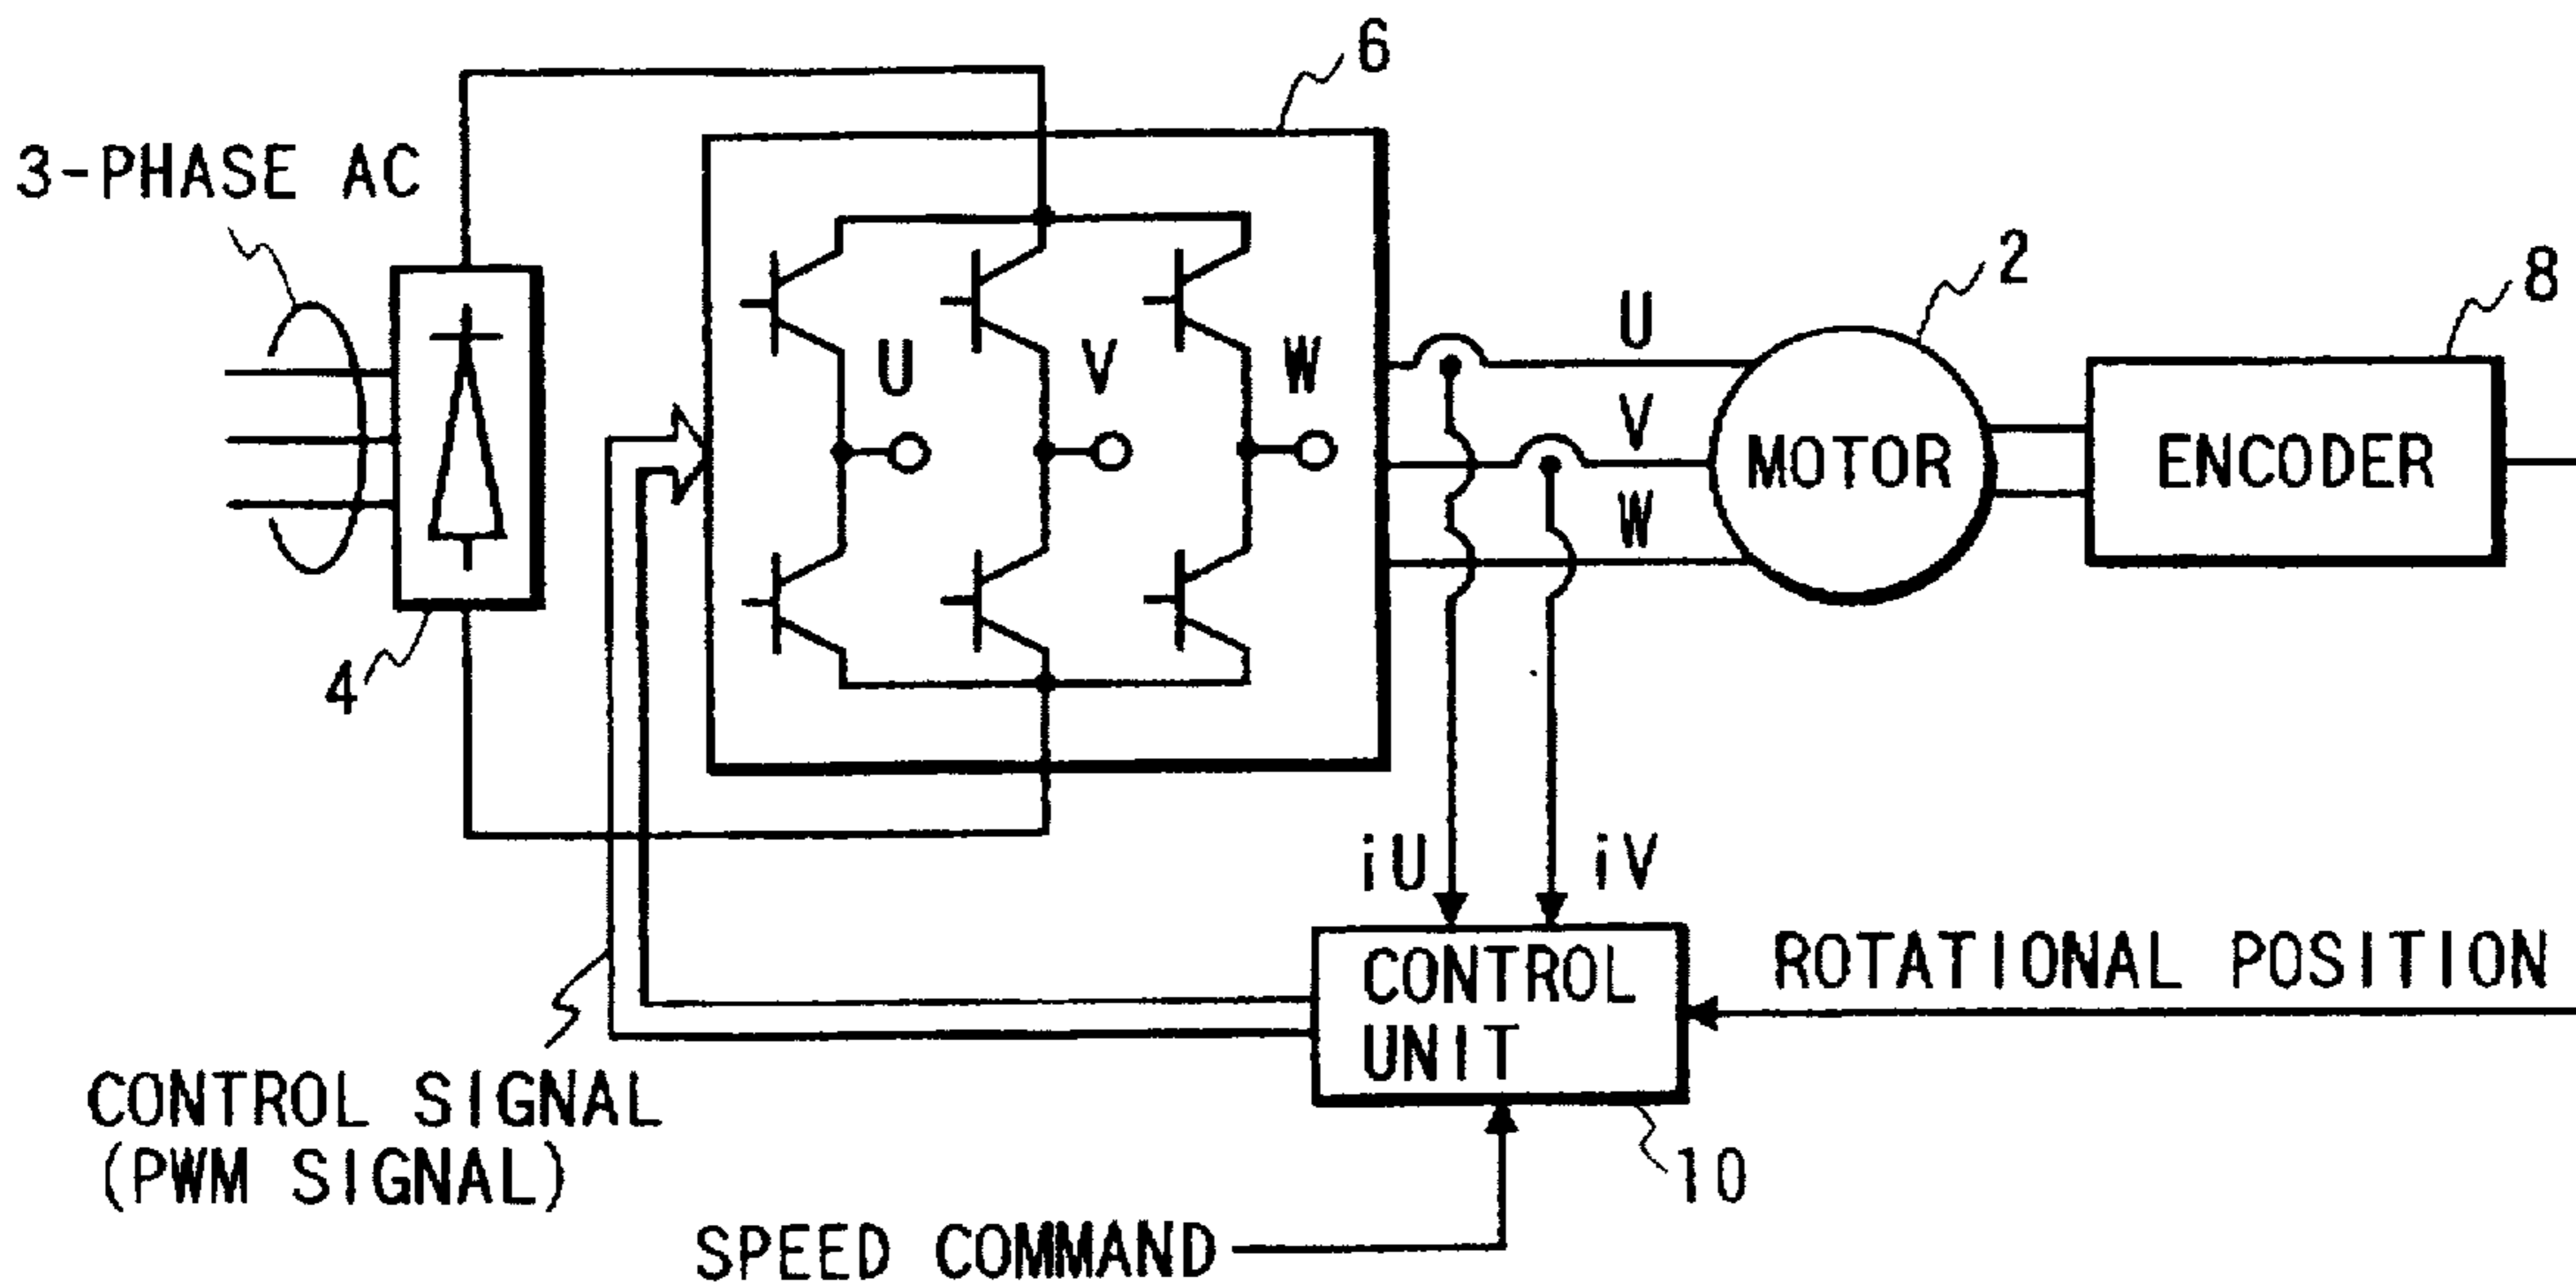 6
3-PHASE AC
2
8
U
U
V
W
V
MOTOR
ENCODER
W
4
iU
iV
CONTROL
UNIT
ROTATIONAL POSITION
CONTROL SIGNAL
(PWM SIGNAL)
10
SPEED COMMAND